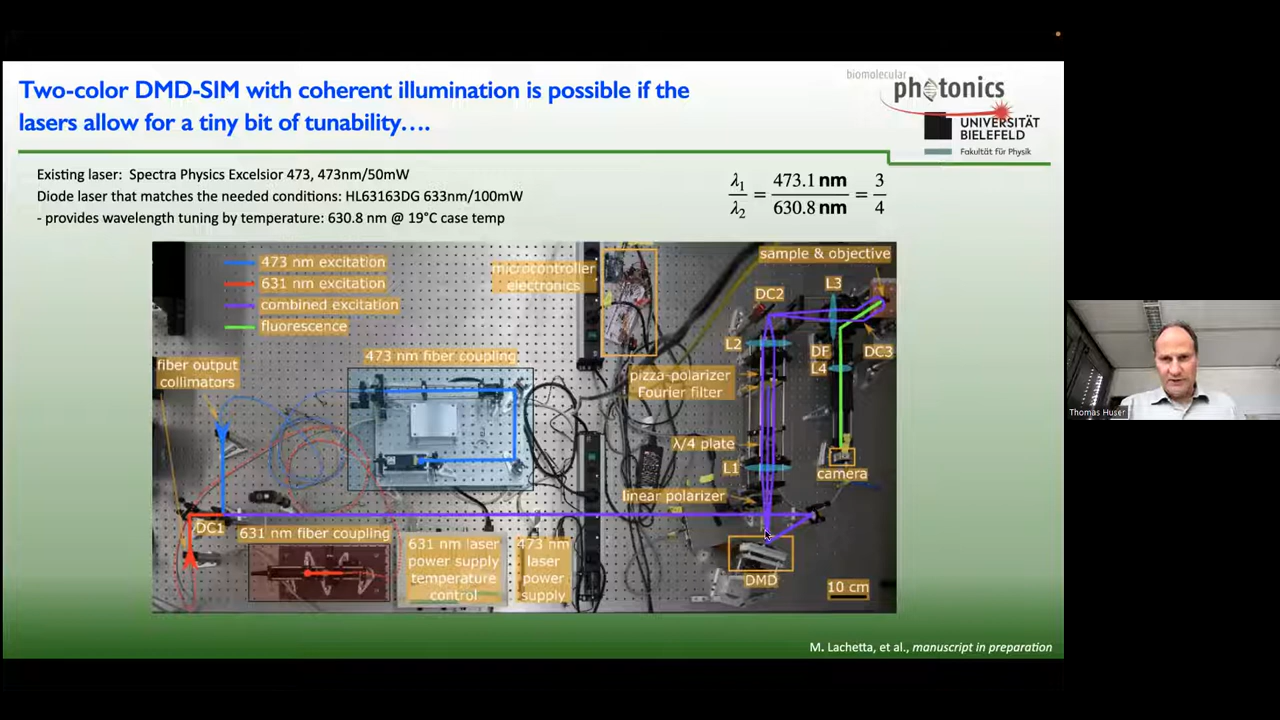 Two-color DMD-SIM with coherent illumination is possible if the
lasers allow for a tiny bit of tunability….
biomolecular
photonics
UNIVERSITÄT
BIELEFELD
Fakultät für Physik
Existing laser: Spectra Physics Excelsior 473, 473nm/50mW
Diode laser that matches the needed conditions: HL63163DG 633nm/100mW
- provides wavelength tuning by temperature: 630.8 nm @ 19°C case temp
λ1/λ2 = 473.1 nm/630.8 nm = 3/4
473 nm excitation
631 nm excitation
combined excitation
fluorescence
fiber output
collimators
473 nm fiber coupling
microcontroller
electronics
sample & objective
L3
DC2
L2
DF
DC3
L4
pizza-polarizer
Fourier filter
λ/4 plate
L1
camera
linear polarizer
DC1
631 nm fiber coupling
631 nm laser
power supply
temperature
control
473 nm
laser
power
supply
DMD
10 cm
M. Lachetta, et al., manuscript in preparation
Thomas Huser